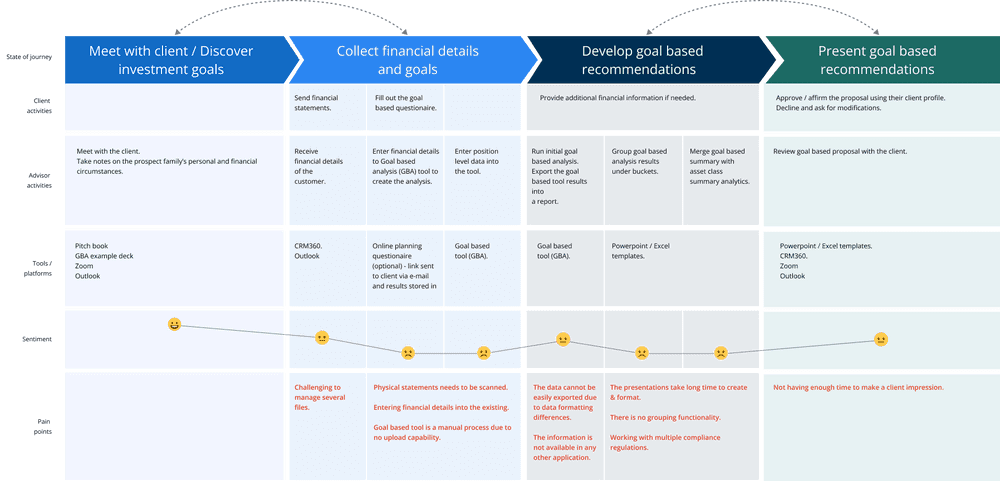 State of journey
Meet with client / Discover
investment goals
Collect financial details
and goals
Develop goal based
recommendations
Present goal based
recommendations
Client
activities
Send financial
statements.
Fill out the goal
based questionaire.
Provide additional financial information if needed.
Approve / affirm the proposal using their client profile.
Decline and ask for modifications.
Advisor
activities
Meet with the client.
Take notes on the prospect family's personal and financial
circumstances.
Receive
financial details
of the
customer.
Enter financial details
to Goal based
analysis (GBA) tool to
create the analysis.
Enter position
level data into
the tool.
Run initial goal
based analysis.
Export the goal
based tool results
into
a report.
Group goal based
analysis results
under buckets.
Merge goal based
summary with
asset class
summary analytics.
Review goal based proposal with the client.
Tools /
platforms
Pitch book
GBA example deck
Zoom
Outlook
CRM360.
Outlook
Online planning
questionaire
(optional) - link sent
to client via e-mail
and results stored in
Goal based
tool (GBA).
Goal based
tool (GBA).
Powerpoint / Excel
templates.
Powerpoint / Excel templates.
CRM360.
Zoom
Outlook
Sentiment
Pain
points
Challenging to
manage several
files.
Physical statements needs to be scanned.
Entering financial details into the existing.
Goal based tool is a manual process due to
no upload capability.
The data cannot be
easily exported due
to data formatting
differences.
The information is
not available in any
other application.
The presentations take long time to create
& format.
There is no grouping functionality.
Working with multiple compliance
regulations.
Not having enough time to make a client impression.